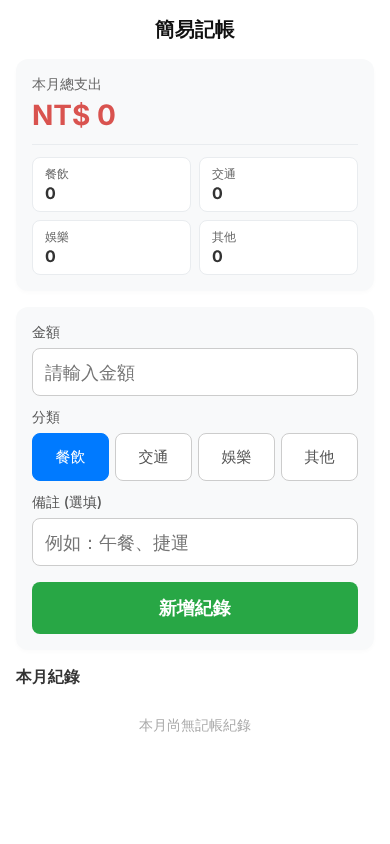 簡易記帳
本月總支出
NT$ 0
餐飲
交通
0
0
娛樂
其他
0
0
金額
請輸入金額
分類
餐飲 交通 娛樂 其他
備註 (選填)
例如：午餐、捷運
新增紀錄
本月紀錄
本月尚無記帳紀錄